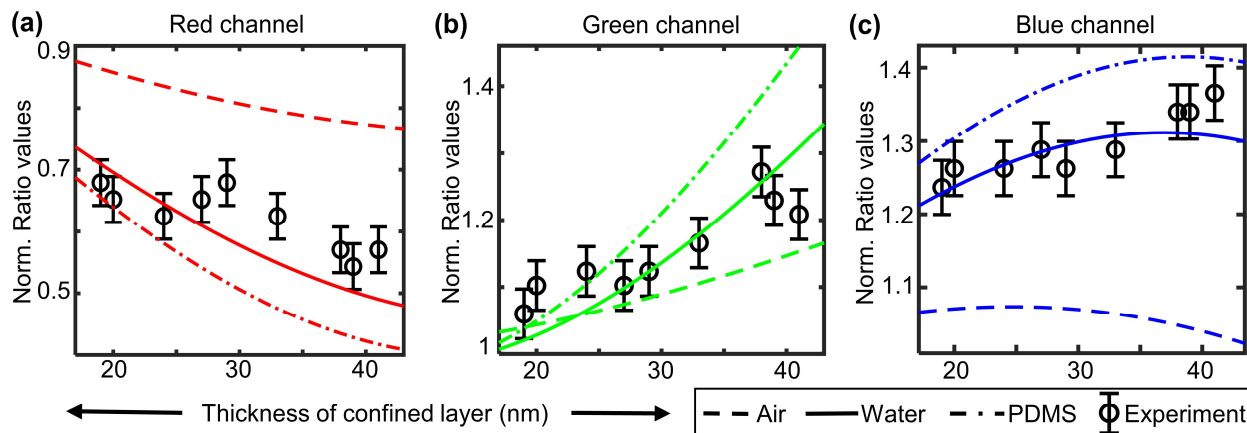 (a) Red channel
Norm. Ratio values
0.9
0.7
0.5
20 30 40
(b) Green channel
Norm. Ratio values
1.4
1.2
1
20 30 40
(c) Blue channel
Norm. Ratio values
1.4
1.3
1.2
1.1
20 30 40
Thickness of confined layer (nm)
Air Water PDMS Experiment